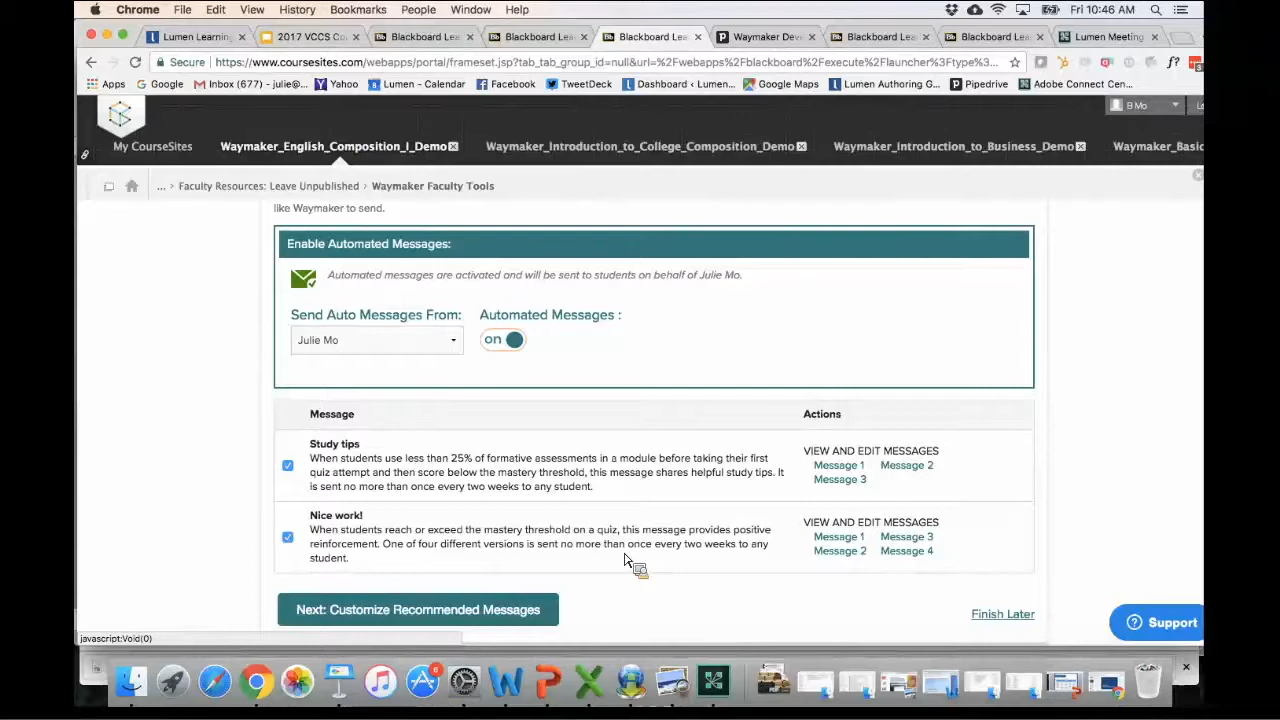 Chrome File Edit View History Bookmarks People Window Help Fri 10:46 AM
Lumen Learning 2017 VCCS Co Blackboard Lea Blackboard Lea Blackboard Lea Waymaker Dev Blackboard Lea Blackboard Lea Lumen Meeting
Secure https://www.coursesites.com/webapps/portal/frameset.jsp?tab_tab_group_id=null&url=%2Fwebapps%2Fblackboard%2Fexecute%2Flauncher%3Ftype%3...
Apps Google Inbox (677) - julie@... Yahoo Lumen - Calendar Facebook TweetDeck Dashboard ‹ Lumen... Google Maps Lumen Authoring G... Pipedrive Adobe Connect Cen...
B Mo
My CourseSites Waymaker_English_Composition_I_Demo Waymaker_Introduction_to_College_Composition_Demo Waymaker_Introduction_to_Business_Demo Waymaker_Basic
... > Faculty Resources: Leave Unpublished > Waymaker Faculty Tools
like Waymaker to send.
Enable Automated Messages:
Automated messages are activated and will be sent to students on behalf of Julie Mo.
Send Auto Messages From: Automated Messages :
Julie Mo on
Message Actions
Study tips
When students use less than 25% of formative assessments in a module before taking their first
quiz attempt and then score below the mastery threshold, this message shares helpful study tips. It
is sent no more than once every two weeks to any student.
VIEW AND EDIT MESSAGES
Message 1 Message 2
Message 3
Nice work!
When students reach or exceed the mastery threshold on a quiz, this message provides positive
reinforcement. One of four different versions is sent no more than once every two weeks to any
student.
VIEW AND EDIT MESSAGES
Message 1 Message 3
Message 2 Message 4
Next: Customize Recommended Messages
Finish Later
Support
javascript:Void(0)
6